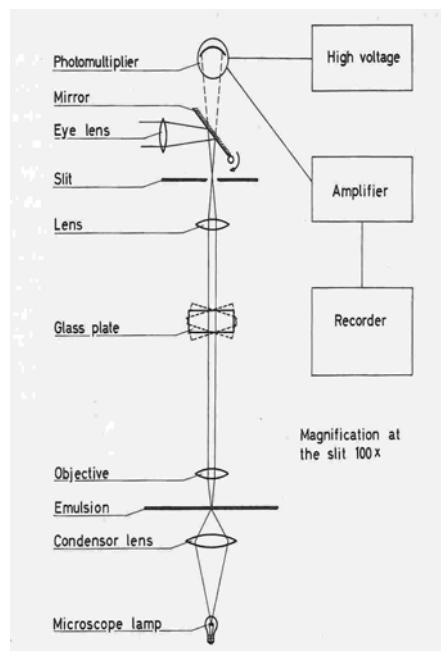 Photomultiplier
High voltage
Mirror
Eye lens
Slit
Amplifier
Lens
Glass plate
Recorder
Magnification at
the slit 100x
Objective
Emulsion
Condensor lens
Microscope lamp